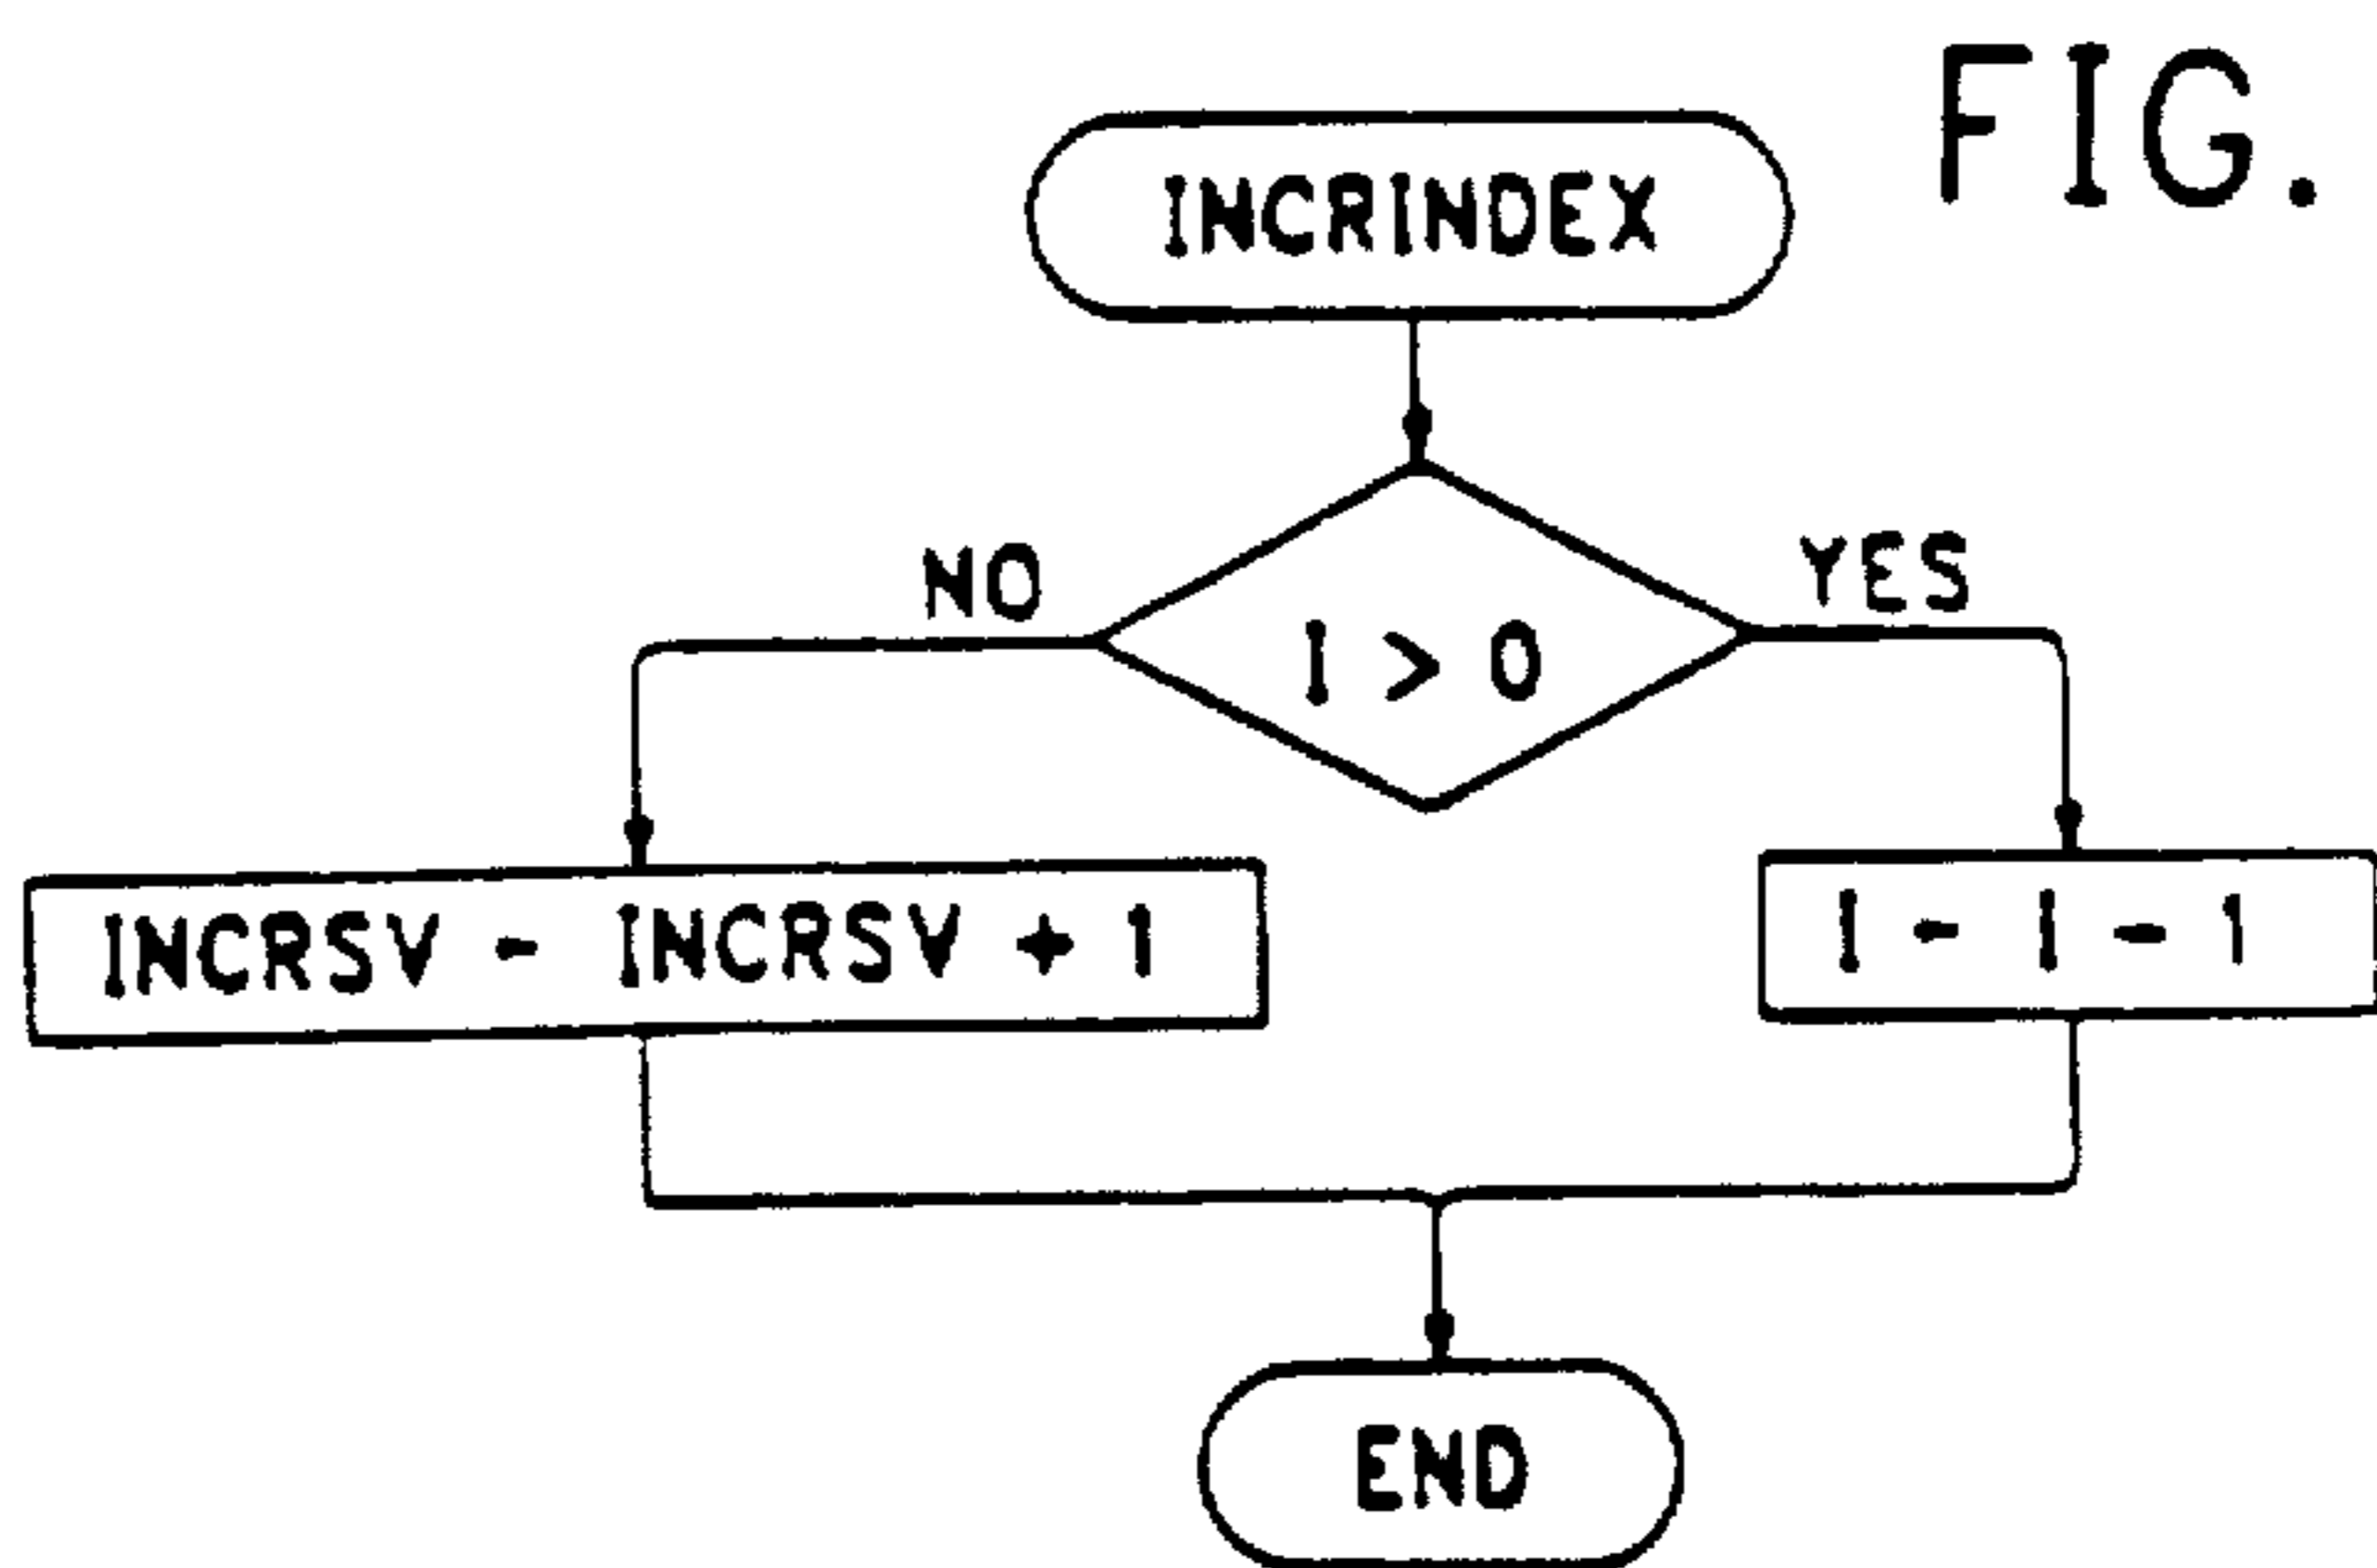 FIG.
INCRINDEX
NO
YES
I > 0
INCRSV - INCRSV + 1
I - I - 1
END